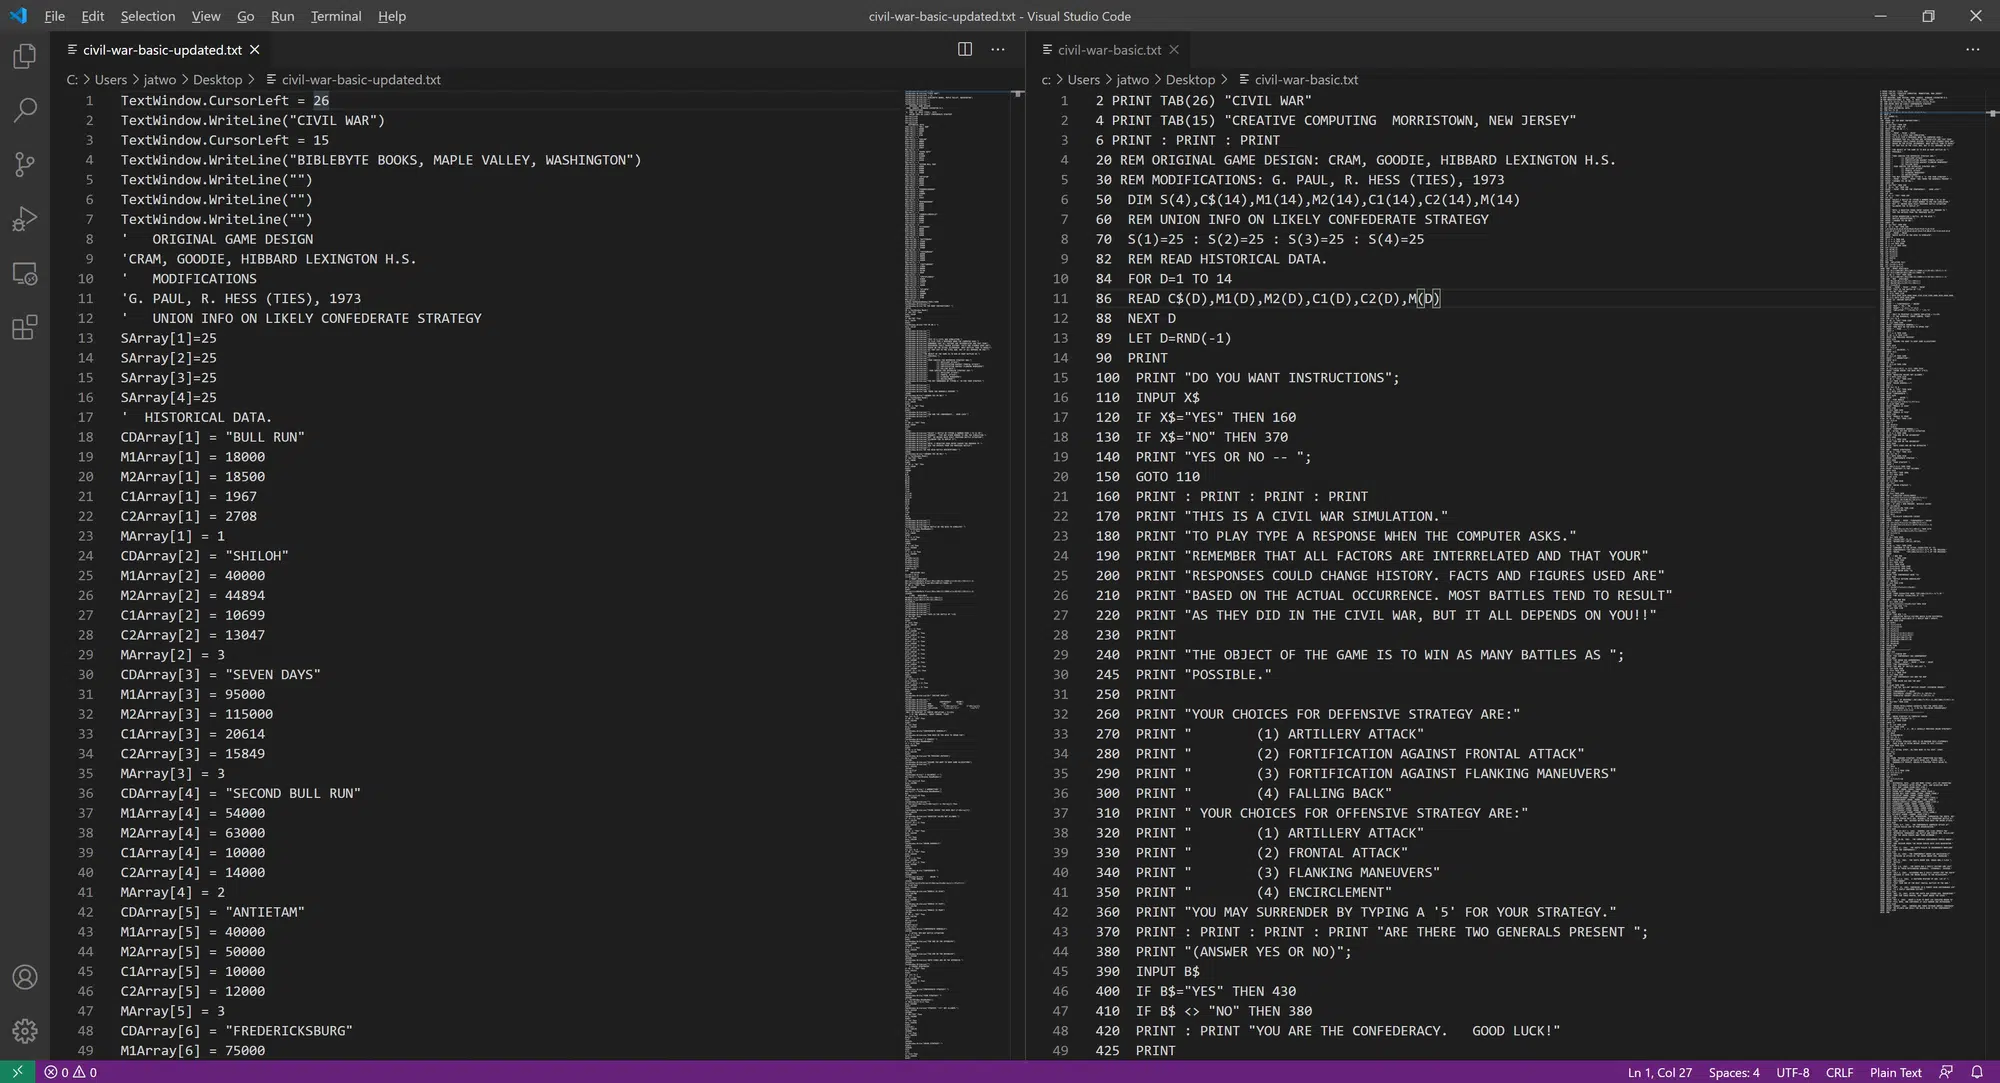 File Edit Selection View Go Run Terminal Help
civil-war-basic-updated.txt - Visual Studio Code
civil-war-basic-updated.txt
C: > Users > jatwo > Desktop > civil-war-basic-updated.txt
1 TextWindow.CursorLeft = 26
2 TextWindow.WriteLine("CIVIL WAR")
3 TextWindow.CursorLeft = 15
4 TextWindow.WriteLine("BIBLEBYTE BOOKS, MAPLE VALLEY, WASHINGTON")
5 TextWindow.WriteLine("")
6 TextWindow.WriteLine("")
7 TextWindow.WriteLine("")
8 '   ORIGINAL GAME DESIGN
9 'CRAM, GOODIE, HIBBARD LEXINGTON H.S.
10 '   MODIFICATIONS
11 'G. PAUL, R. HESS (TIES), 1973
12 '   UNION INFO ON LIKELY CONFEDERATE STRATEGY
13 SArray[1]=25
14 SArray[2]=25
15 SArray[3]=25
16 SArray[4]=25
17 '  HISTORICAL DATA.
18 CDArray[1] = "BULL RUN"
19 M1Array[1] = 18000
20 M2Array[1] = 18500
21 C1Array[1] = 1967
22 C2Array[1] = 2708
23 MArray[1] = 1
24 CDArray[2] = "SHILOH"
25 M1Array[2] = 40000
26 M2Array[2] = 44894
27 C1Array[2] = 10699
28 C2Array[2] = 13047
29 MArray[2] = 3
30 CDArray[3] = "SEVEN DAYS"
31 M1Array[3] = 95000
32 M2Array[3] = 115000
33 C1Array[3] = 20614
34 C2Array[3] = 15849
35 MArray[3] = 3
36 CDArray[4] = "SECOND BULL RUN"
37 M1Array[4] = 54000
38 M2Array[4] = 63000
39 C1Array[4] = 10000
40 C2Array[4] = 14000
41 MArray[4] = 2
42 CDArray[5] = "ANTIETAM"
43 M1Array[5] = 40000
44 M2Array[5] = 50000
45 C1Array[5] = 10000
46 C2Array[5] = 12000
47 MArray[5] = 3
48 CDArray[6] = "FREDERICKSBURG"
49 M1Array[6] = 75000
civil-war-basic.txt
c: > Users > jatwo > Desktop > civil-war-basic.txt
1 2 PRINT TAB(26) "CIVIL WAR"
2 4 PRINT TAB(15) "CREATIVE COMPUTING  MORRISTOWN, NEW JERSEY"
3 6 PRINT : PRINT : PRINT
4 20 REM ORIGINAL GAME DESIGN: CRAM, GOODIE, HIBBARD LEXINGTON H.S.
5 30 REM MODIFICATIONS: G. PAUL, R. HESS (TIES), 1973
6 50  DIM S(4),C$(14),M1(14),M2(14),C1(14),C2(14),M(14)
7 60  REM UNION INFO ON LIKELY CONFEDERATE STRATEGY
8 70  S(1)=25 : S(2)=25 : S(3)=25 : S(4)=25
9 82  REM READ HISTORICAL DATA.
10 84  FOR D=1 TO 14
11 86  READ C$(D),M1(D),M2(D),C1(D),C2(D),M(D)
12 88  NEXT D
13 89  LET D=RND(-1)
14 90  PRINT
15 100  PRINT "DO YOU WANT INSTRUCTIONS";
16 110  INPUT X$
17 120  IF X$="YES" THEN 160
18 130  IF X$="NO" THEN 370
19 140  PRINT "YES OR NO -- ";
20 150  GOTO 110
21 160  PRINT : PRINT : PRINT : PRINT
22 170  PRINT "THIS IS A CIVIL WAR SIMULATION."
23 180  PRINT "TO PLAY TYPE A RESPONSE WHEN THE COMPUTER ASKS."
24 190  PRINT "REMEMBER THAT ALL FACTORS ARE INTERRELATED AND THAT YOUR"
25 200  PRINT "RESPONSES COULD CHANGE HISTORY. FACTS AND FIGURES USED ARE"
26 210  PRINT "BASED ON THE ACTUAL OCCURRENCE. MOST BATTLES TEND TO RESULT"
27 220  PRINT "AS THEY DID IN THE CIVIL WAR, BUT IT ALL DEPENDS ON YOU!!"
28 230  PRINT
29 240  PRINT "THE OBJECT OF THE GAME IS TO WIN AS MANY BATTLES AS ";
30 245  PRINT "POSSIBLE."
31 250  PRINT
32 260  PRINT "YOUR CHOICES FOR DEFENSIVE STRATEGY ARE:"
33 270  PRINT "        (1) ARTILLERY ATTACK"
34 280  PRINT "        (2) FORTIFICATION AGAINST FRONTAL ATTACK"
35 290  PRINT "        (3) FORTIFICATION AGAINST FLANKING MANEUVERS"
36 300  PRINT "        (4) FALLING BACK"
37 310  PRINT " YOUR CHOICES FOR OFFENSIVE STRATEGY ARE:"
38 320  PRINT "        (1) ARTILLERY ATTACK"
39 330  PRINT "        (2) FRONTAL ATTACK"
40 340  PRINT "        (3) FLANKING MANEUVERS"
41 350  PRINT "        (4) ENCIRCLEMENT"
42 360  PRINT "YOU MAY SURRENDER BY TYPING A '5' FOR YOUR STRATEGY."
43 370  PRINT : PRINT : PRINT : PRINT "ARE THERE TWO GENERALS PRESENT ";
44 380  PRINT "(ANSWER YES OR NO)";
45 390  INPUT B$
46 400  IF B$="YES" THEN 430
47 410  IF B$ <> "NO" THEN 380
48 420  PRINT : PRINT "YOU ARE THE CONFEDERACY.   GOOD LUCK!"
49 425  PRINT
0 0
Ln 1, Col 27 Spaces: 4 UTF-8 CRLF Plain Text